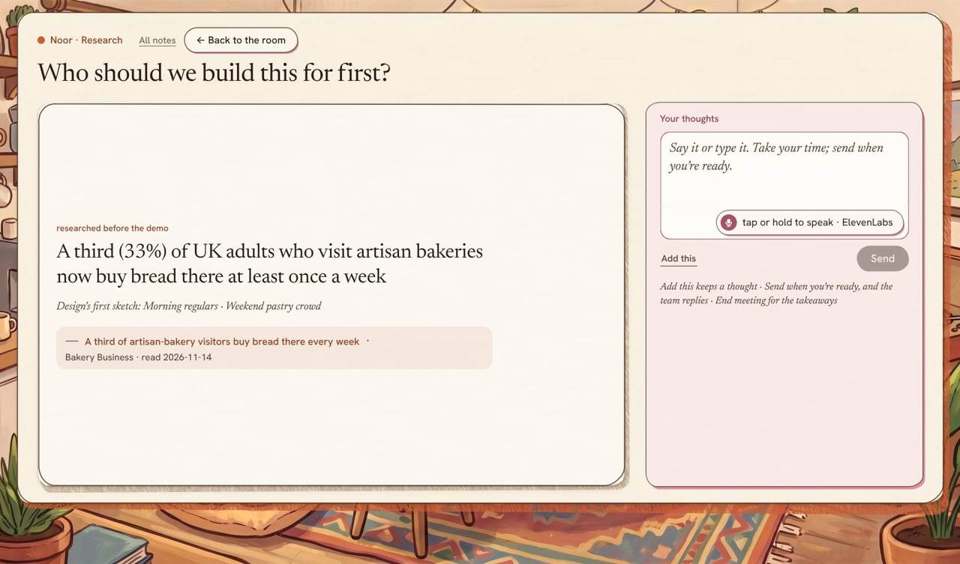 Noor · Research
All notes
← Back to the room
Who should we build this for first?
researched before the demo
A third (33%) of UK adults who visit artisan bakeries
now buy bread there at least once a week
Design's first sketch: Morning regulars · Weekend pastry crowd
— A third of artisan-bakery visitors buy bread there every week ·
Bakery Business · read 2026-11-14
Your thoughts
Say it or type it. Take your time; send when
you're ready.
tap or hold to speak · ElevenLabs
Add this
Send
Add this keeps a thought · Send when you're ready, and the
team replies · End meeting for the takeaways